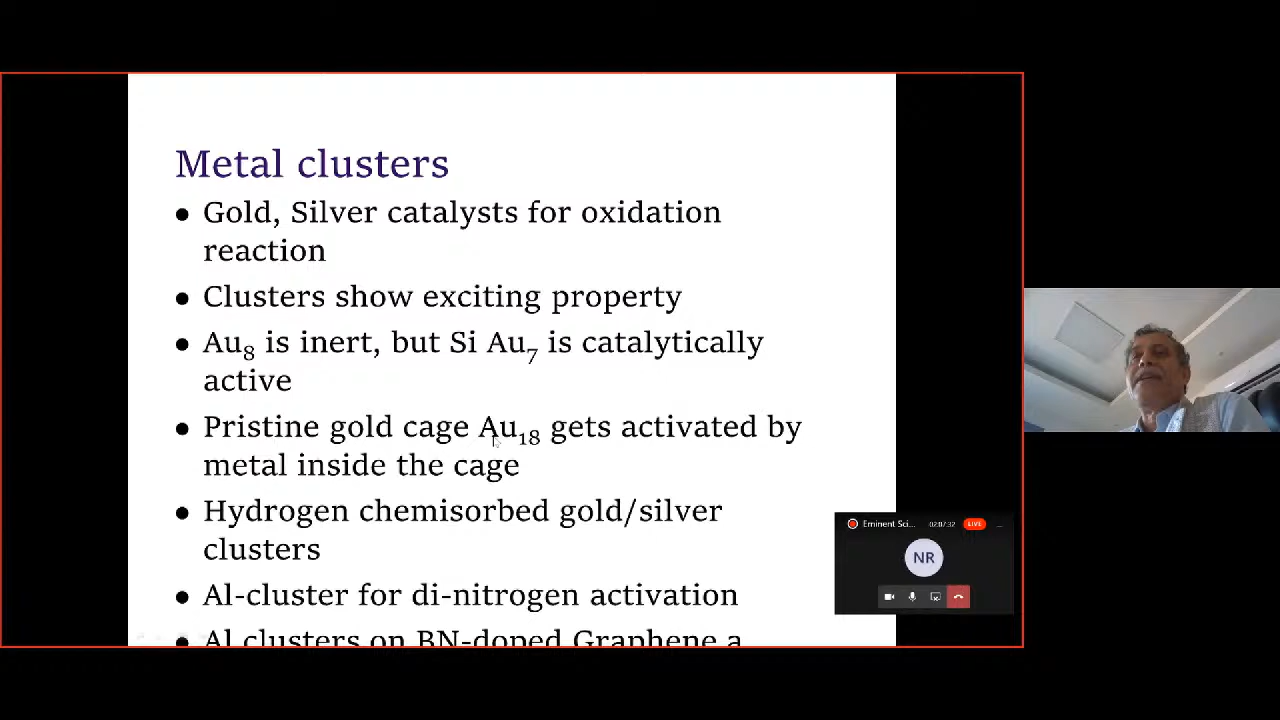 Metal clusters
● Gold, Silver catalysts for oxidation
reaction
● Clusters show exciting property
● Au₈ is inert, but Si Au₇ is catalytically
active
● Pristine gold cage Au₁₈ gets activated by
metal inside the cage
● Hydrogen chemisorbed gold/silver
clusters
● Al-cluster for di-nitrogen activation
● Al clusters on BN-doped Graphene a
Eminent Sci... 02:07:32 LIVE ...
NR